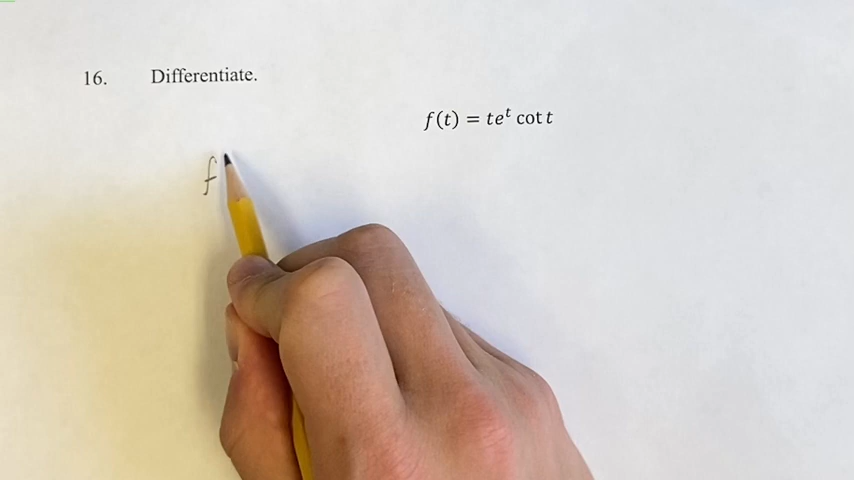 16. Differentiate.
f(t) = te^t cot t
f